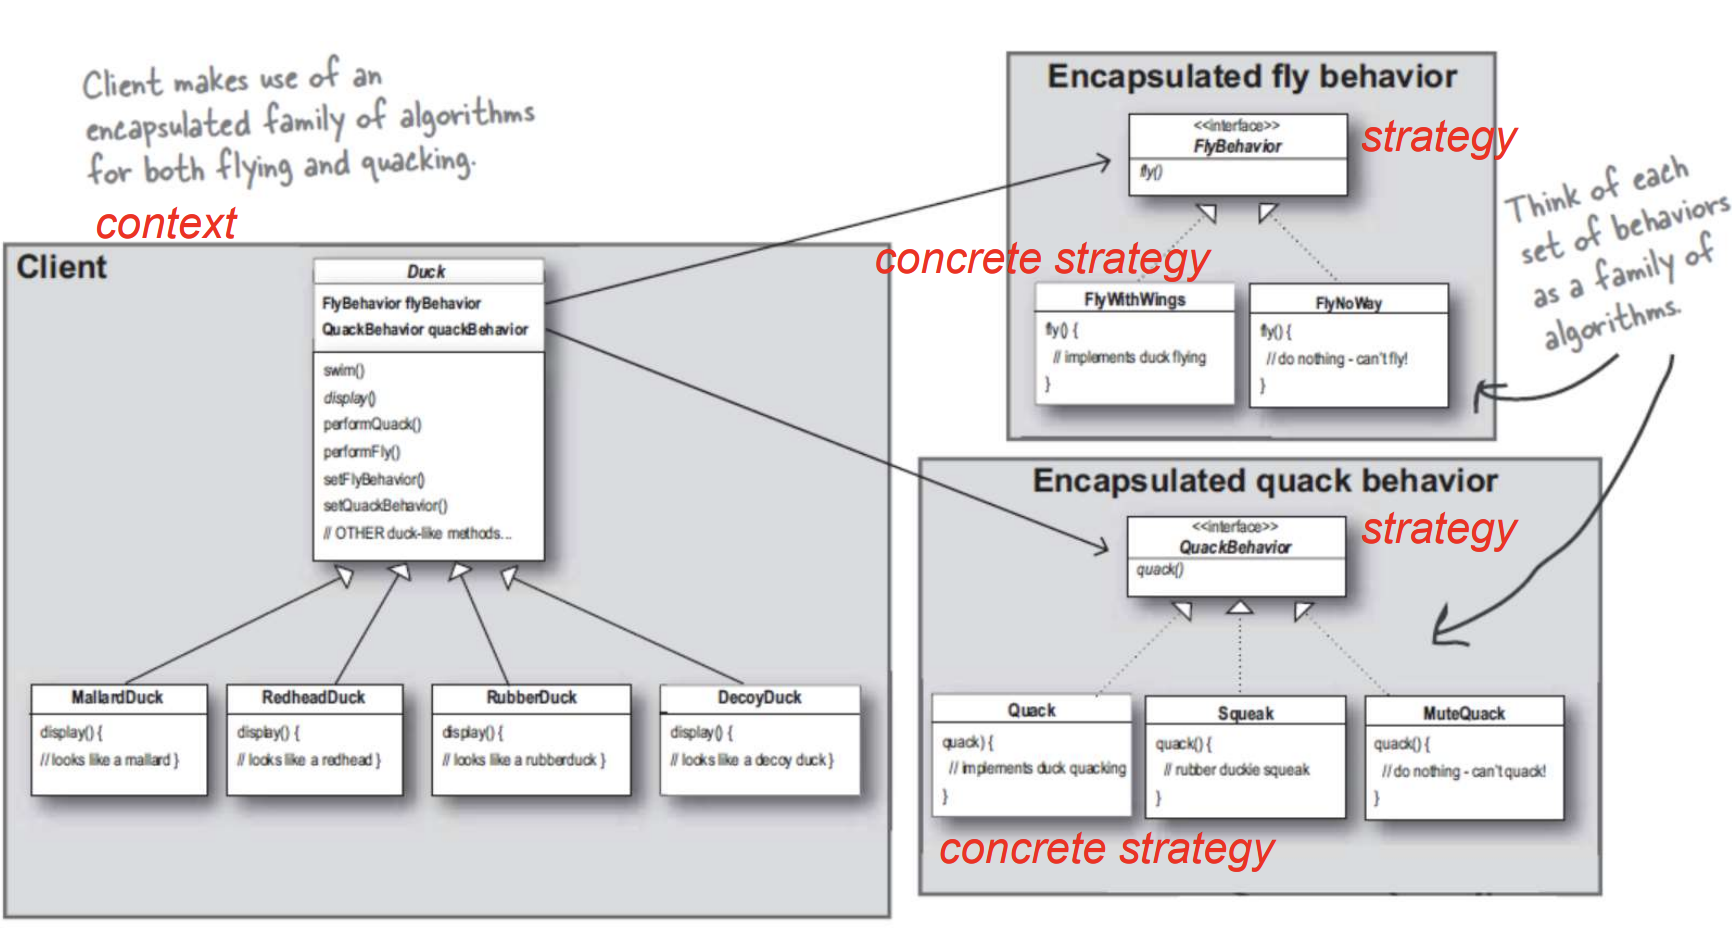 Client makes use of an
encapsulated family of algorithms
for both flying and quacking.
context
Client
Duck
FlyBehavior flyBehavior
QuackBehavior quackBehavior
swim()
display()
performQuack()
performFly()
setFlyBehavior()
setQuackBehavior()
// OTHER duck-like methods...
MallardDuck
display() {
// looks like a mallard }
RedheadDuck
display() {
// looks like a redhead }
RubberDuck
display() {
// looks like a rubberduck }
DecoyDuck
display() {
// looks like a decoy duck }
Encapsulated fly behavior
<<interface>>
FlyBehavior
fly()
strategy
concrete strategy
FlyWithWings
fly() {
// implements duck flying
}
FlyNoWay
fly() {
// do nothing - can't fly!
}
Think of each
set of behaviors
as a family of
algorithms.
Encapsulated quack behavior
<<interface>>
QuackBehavior
quack()
strategy
Quack
quack) {
// implements duck quacking
}
Squeak
quack() {
// rubber duckie squeak
}
MuteQuack
quack() {
// do nothing - can't quack!
}
concrete strategy